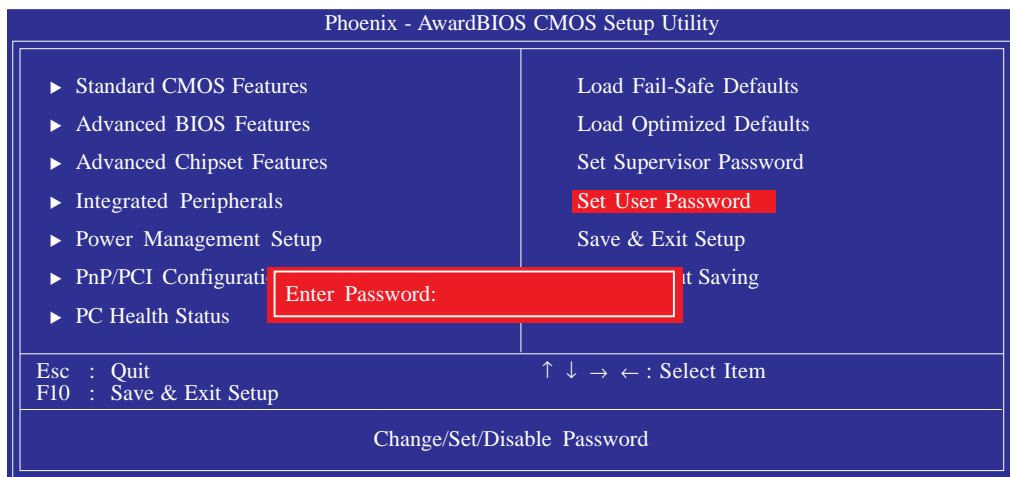 Phoenix - AwardBIOS CMOS Setup Utility
▶ Standard CMOS Features
▶ Advanced BIOS Features
▶ Advanced Chipset Features
▶ Integrated Peripherals
▶ Power Management Setup
▶ PnP/PCI Configurati
▶ PC Health Status
Load Fail-Safe Defaults
Load Optimized Defaults
Set Supervisor Password
Set User Password
Save & Exit Setup
t Saving
Enter Password:
Esc : Quit
F10 : Save & Exit Setup
↑ ↓ → ← : Select Item
Change/Set/Disable Password